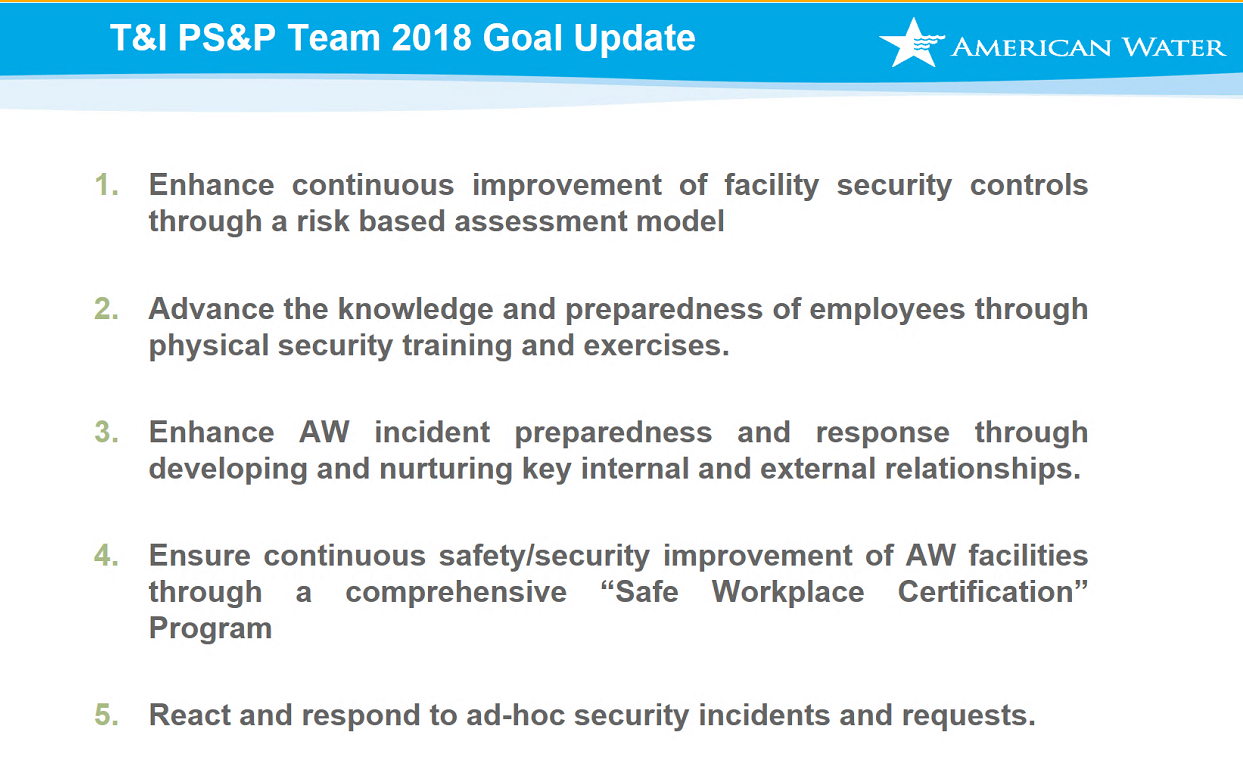 T&I PS&P Team 2018 Goal Update
AMERICAN WATER
1. Enhance continuous improvement of facility security controls
through a risk based assessment model
2. Advance the knowledge and preparedness of employees through
physical security training and exercises.
3. Enhance AW incident preparedness and response through
developing and nurturing key internal and external relationships.
4. Ensure continuous safety/security improvement of AW facilities
through a comprehensive “Safe Workplace Certification”
Program
5. React and respond to ad-hoc security incidents and requests.